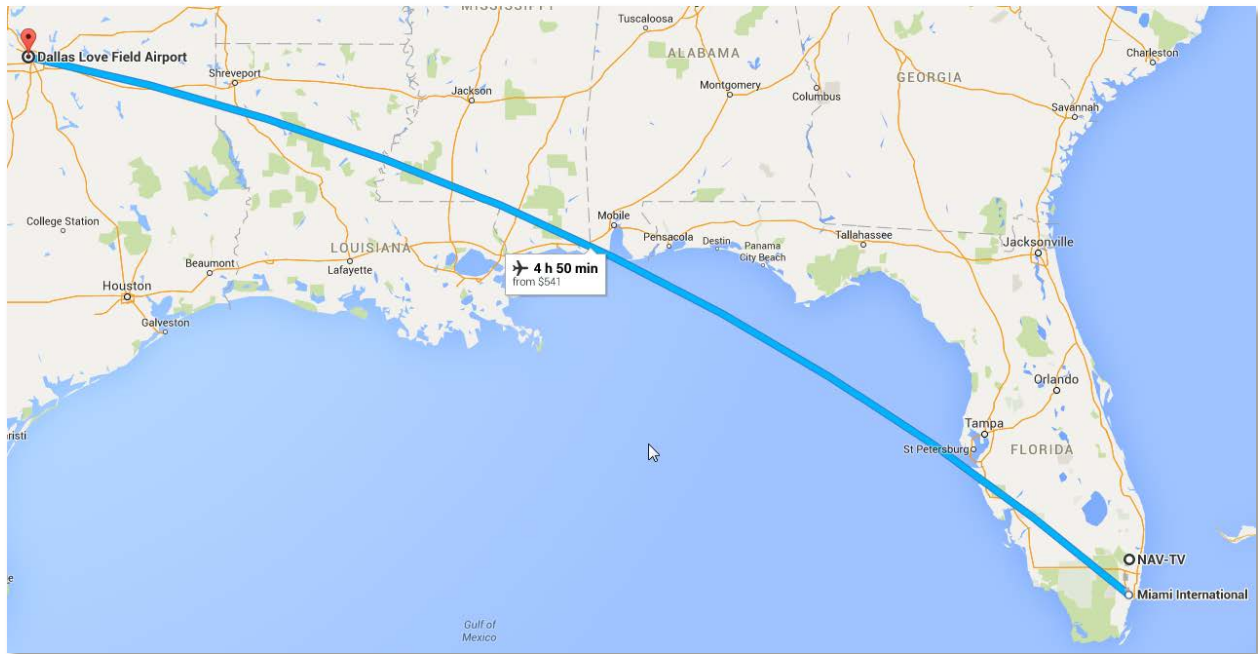 MISSISSIPPI
Tuscaloosa
Dallas Love Field Airport
ALABAMA
Charleston
Shreveport
GEORGIA
Jackson
Montgomery
Columbus
Savannah
College Station
Mobile
Pensacola
Destin
Panama
City Beach
Tallahassee
Jacksonville
LOUISIANA
Beaumont
Lafayette
4 h 50 min
from $541
Houston
Galveston
Orlando
Tampa
risti
St Petersburg
FLORIDA
NAV-TV
e
Miami International
Gulf of
Mexico